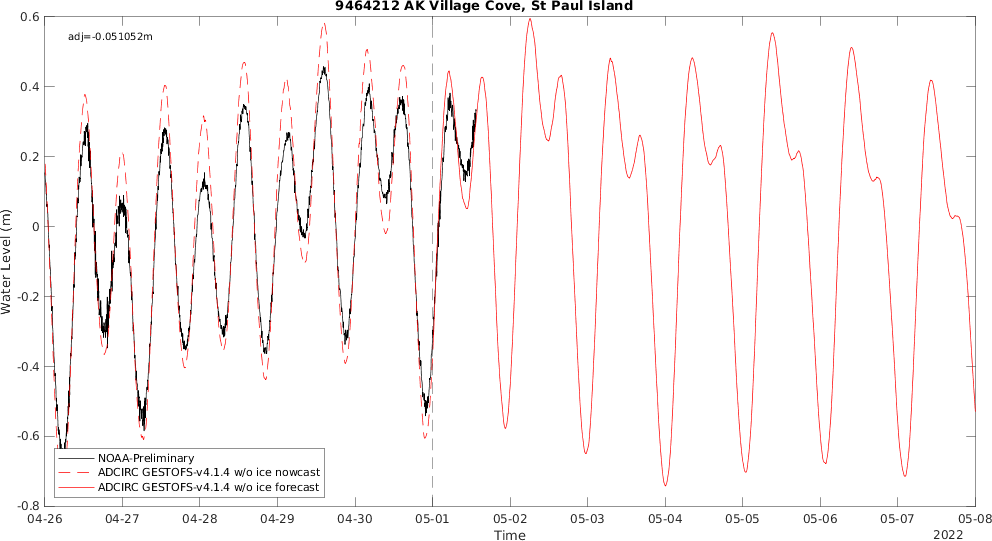 9464212 AK Village Cove, St Paul Island
adj=-0.051052m
Water Level (m)
0.6
0.4
0.2
0
-0.2
-0.4
-0.6
-0.8
NOAA-Preliminary
ADCIRC GESTOFS-v4.1.4 w/o ice nowcast
ADCIRC GESTOFS-v4.1.4 w/o ice forecast
04-26 04-27 04-28 04-29 04-30 05-01 05-02 05-03 05-04 05-05 05-06 05-07 05-08
Time
2022